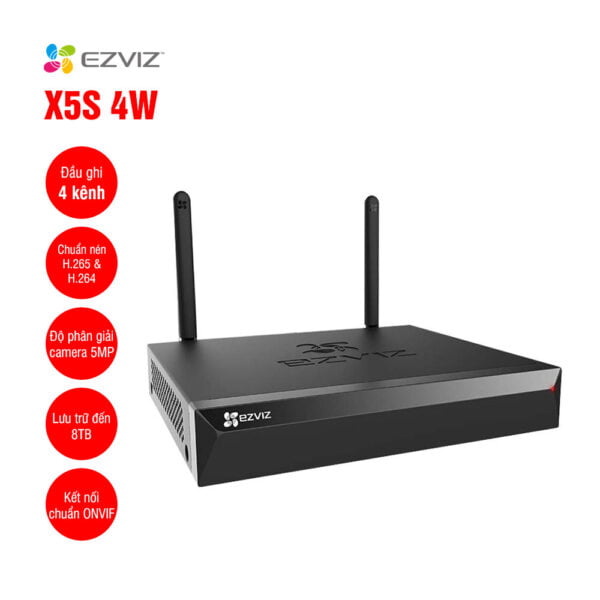 EZVIZ™
X5S 4W
Đầu ghi
4 kênh
Chuẩn nén
H.265 &
H.264
Độ phân giải
camera 5MP
Lưu trữ đến
8TB
Kết nối
chuẩn ONVIF
EZVIZ
ezviz